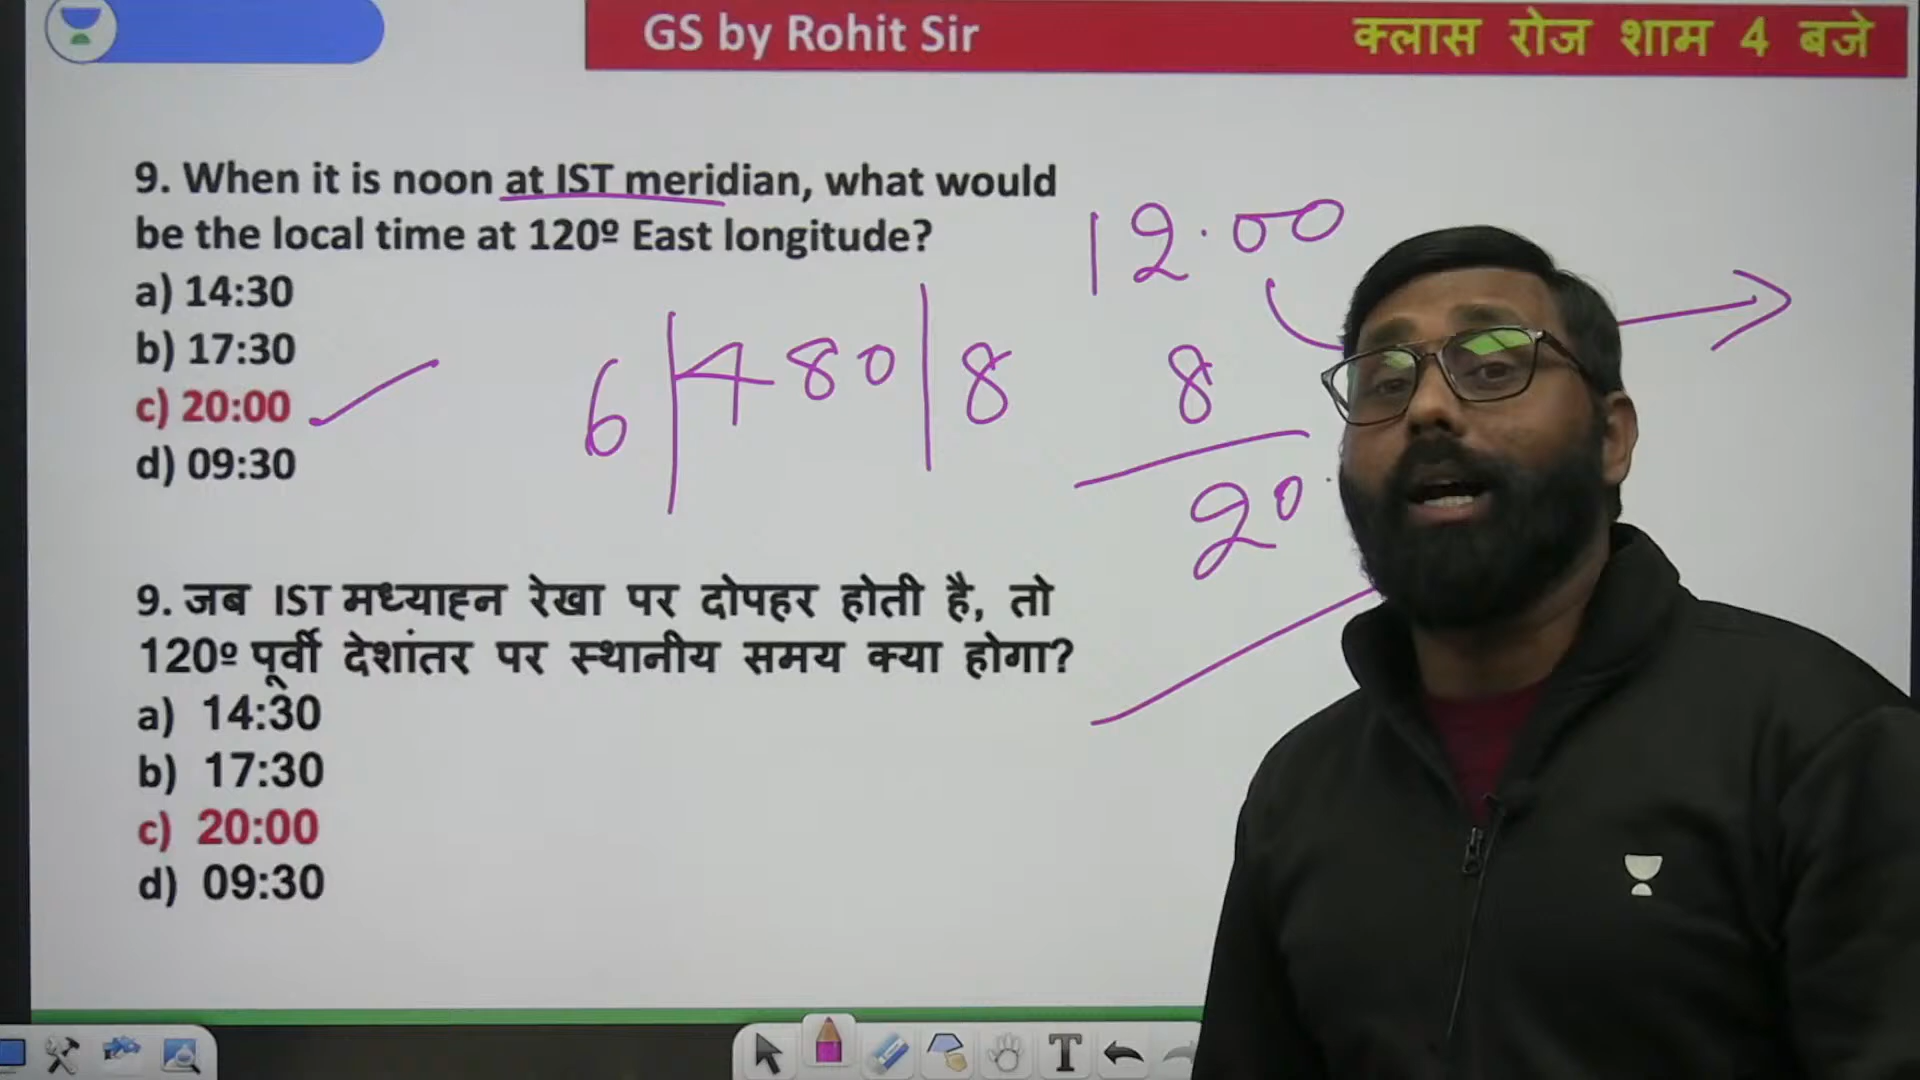 GS by Rohit Sir
क्लास रोज शाम 4 बजे
9. When it is noon at IST meridian, what would
be the local time at 120º East longitude?
a) 14:30
b) 17:30
c) 20:00
d) 09:30
6 480 8
12.00
8
20
9. जब IST मध्याह्न रेखा पर दोपहर होती है, तो
120º पूर्वी देशांतर पर स्थानीय समय क्या होगा?
a) 14:30
b) 17:30
c) 20:00
d) 09:30
T